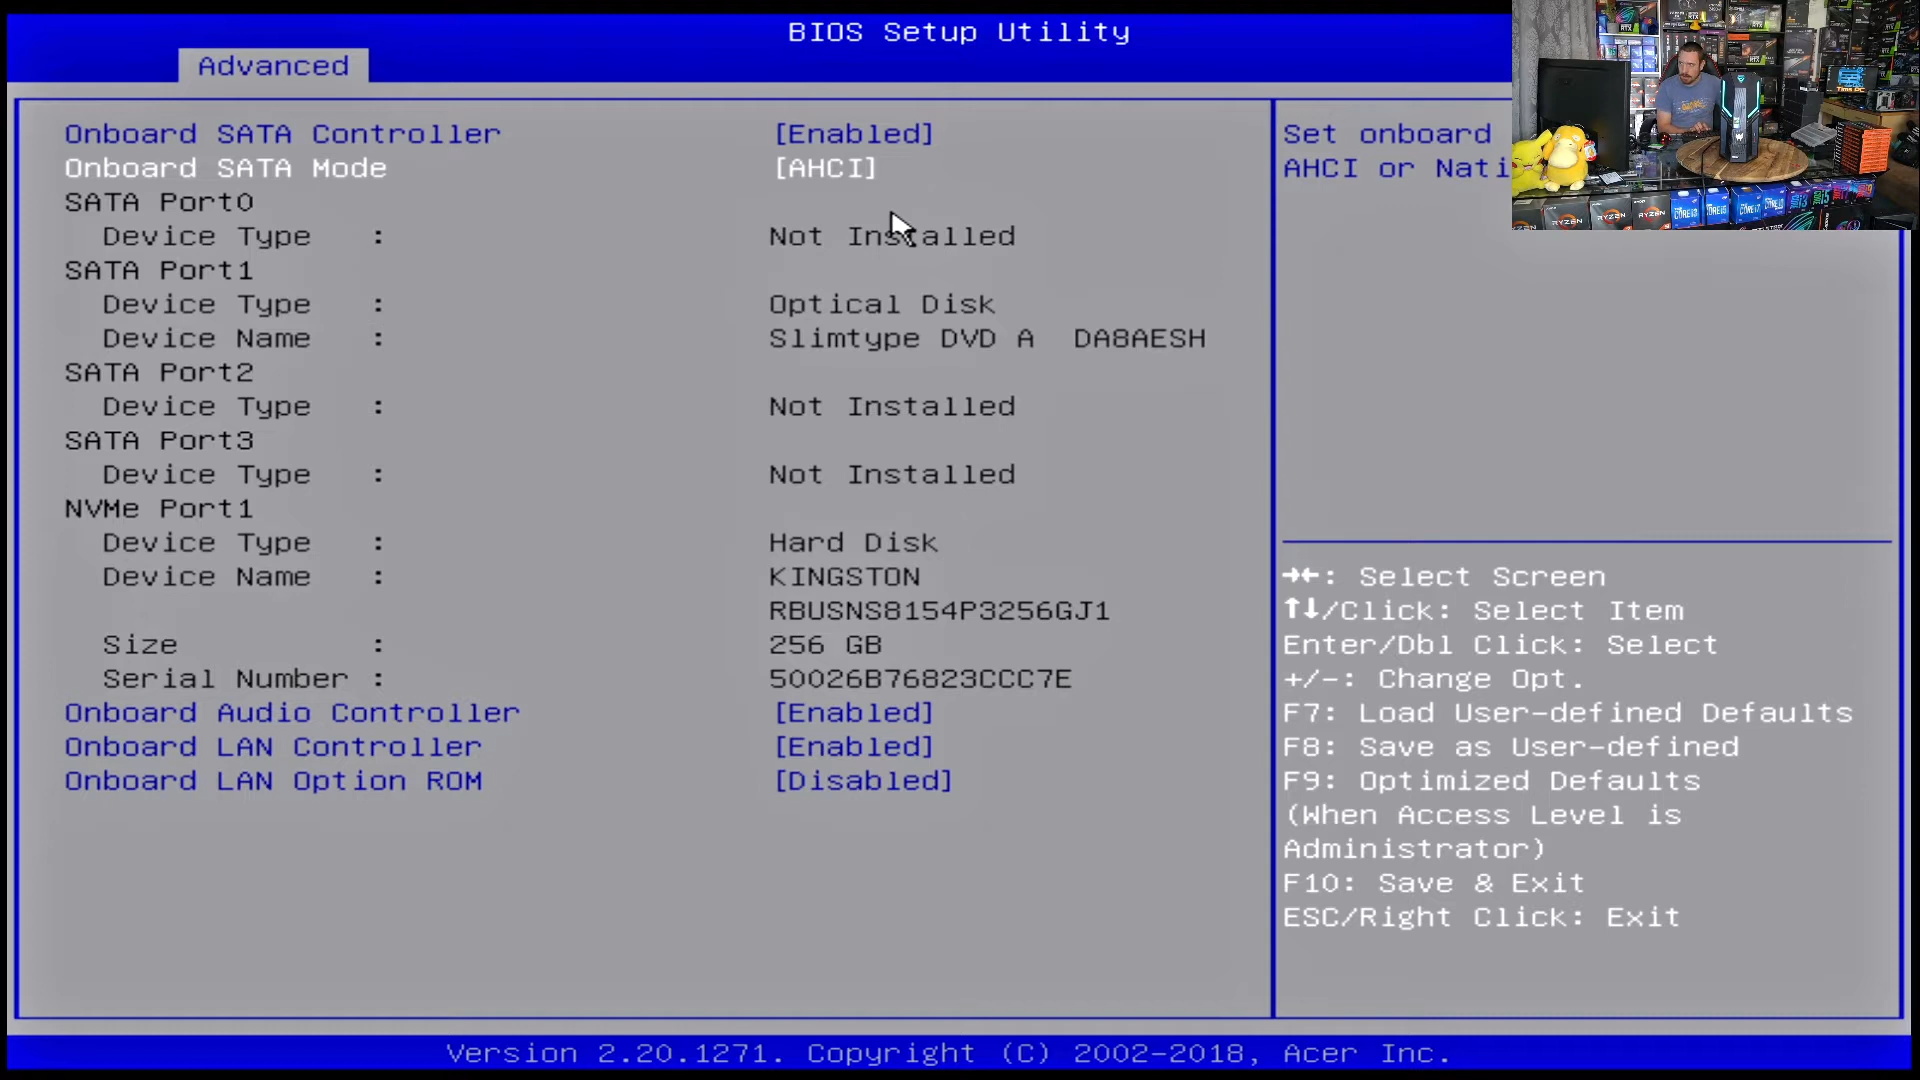 BIOS Setup Utility
Advanced
Onboard SATA Controller [Enabled]
Onboard SATA Mode [AHCI]
SATA Port0
Device Type : Not Installed
SATA Port1
Device Type : Optical Disk
Device Name : Slimtype DVD A DA8AESH
SATA Port2
Device Type : Not Installed
SATA Port3
Device Type : Not Installed
NVMe Port1
Device Type : Hard Disk
Device Name : KINGSTON
RBUSNS8154P3256GJ1
Size : 256 GB
Serial Number : 50026B76823CCC7E
Onboard Audio Controller [Enabled]
Onboard LAN Controller [Enabled]
Onboard LAN Option ROM [Disabled]
Set onboard
AHCI or Nati
→←: Select Screen
↑↓/Click: Select Item
Enter/Dbl Click: Select
+/-: Change Opt.
F7: Load User-defined Defaults
F8: Save as User-defined
F9: Optimized Defaults
(When Access Level is
Administrator)
F10: Save & Exit
ESC/Right Click: Exit
RYZEN
RYZEN
RYZEN
Version 2.20.1271. Copyright (C) 2002-2018, Acer Inc.